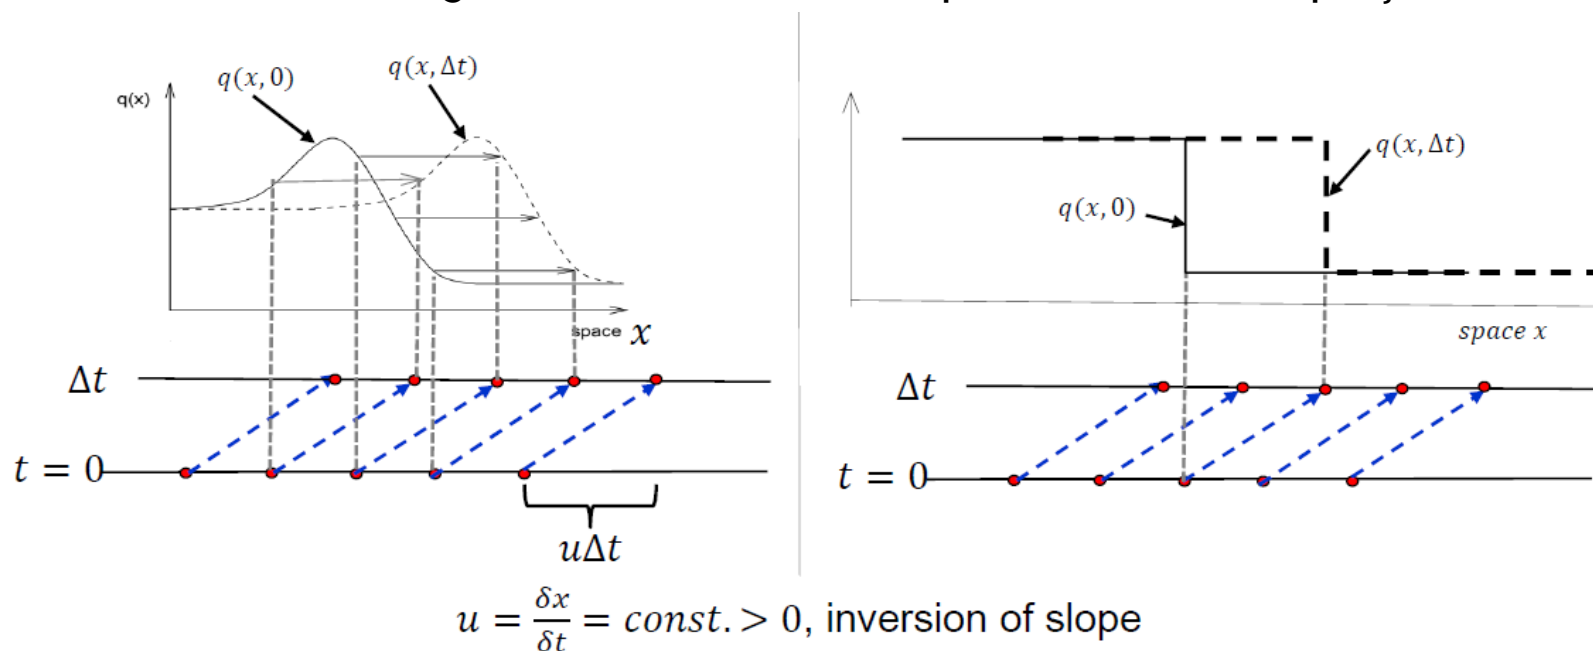 q(x, 0)
q(x, Δt)
q(x)
space x
Δt
t = 0
uΔt
q(x, Δt)
q(x, 0)
space x
Δt
t = 0
u = δx/δt = const. > 0, inversion of slope